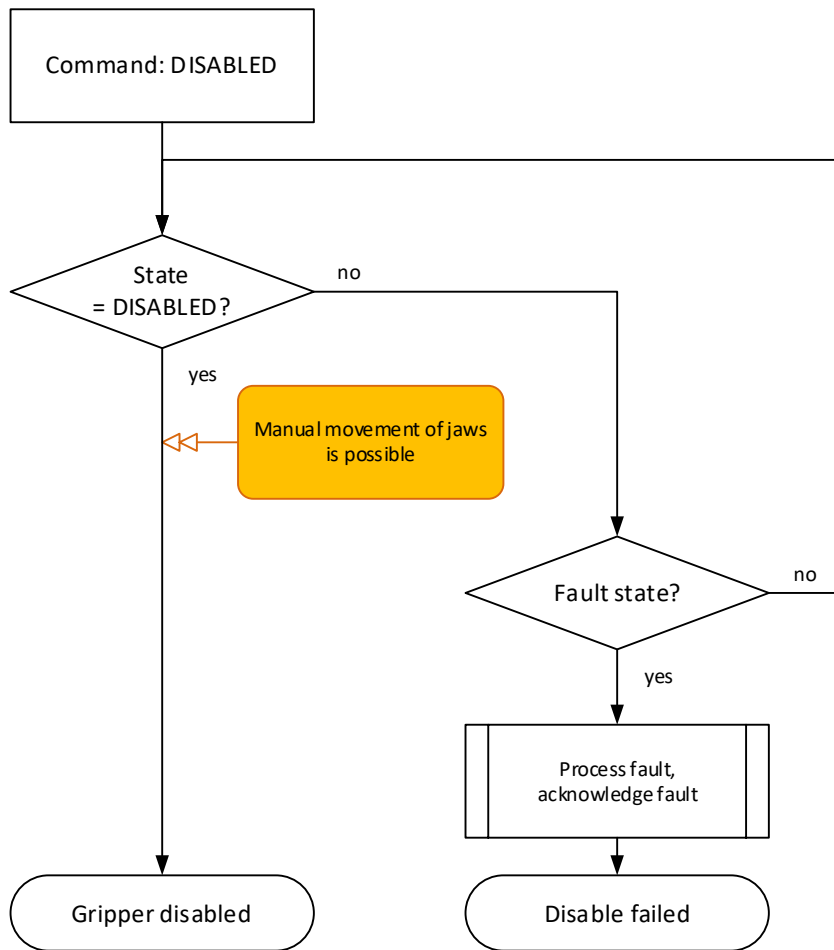 Command: DISABLED
State
= DISABLED?
no
yes
Manual movement of jaws
is possible
Fault state?
no
yes
Process fault,
acknowledge fault
Gripper disabled
Disable failed